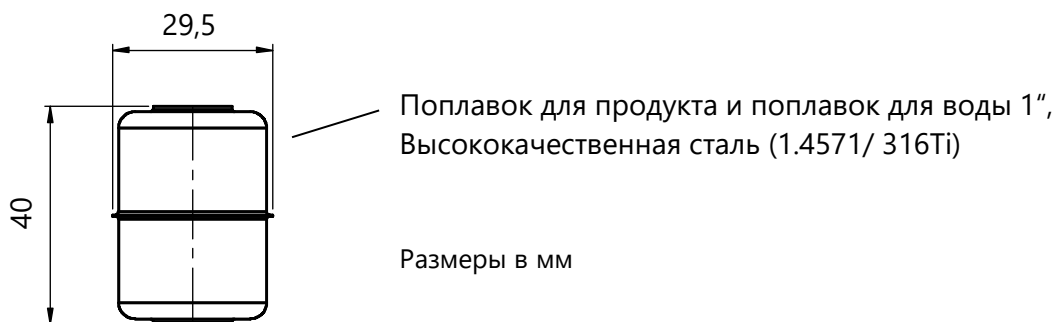 29,5
Поплавок для продукта и поплавок для воды 1“,
Высококачественная сталь (1.4571/ 316Ti)
40
Размеры в мм